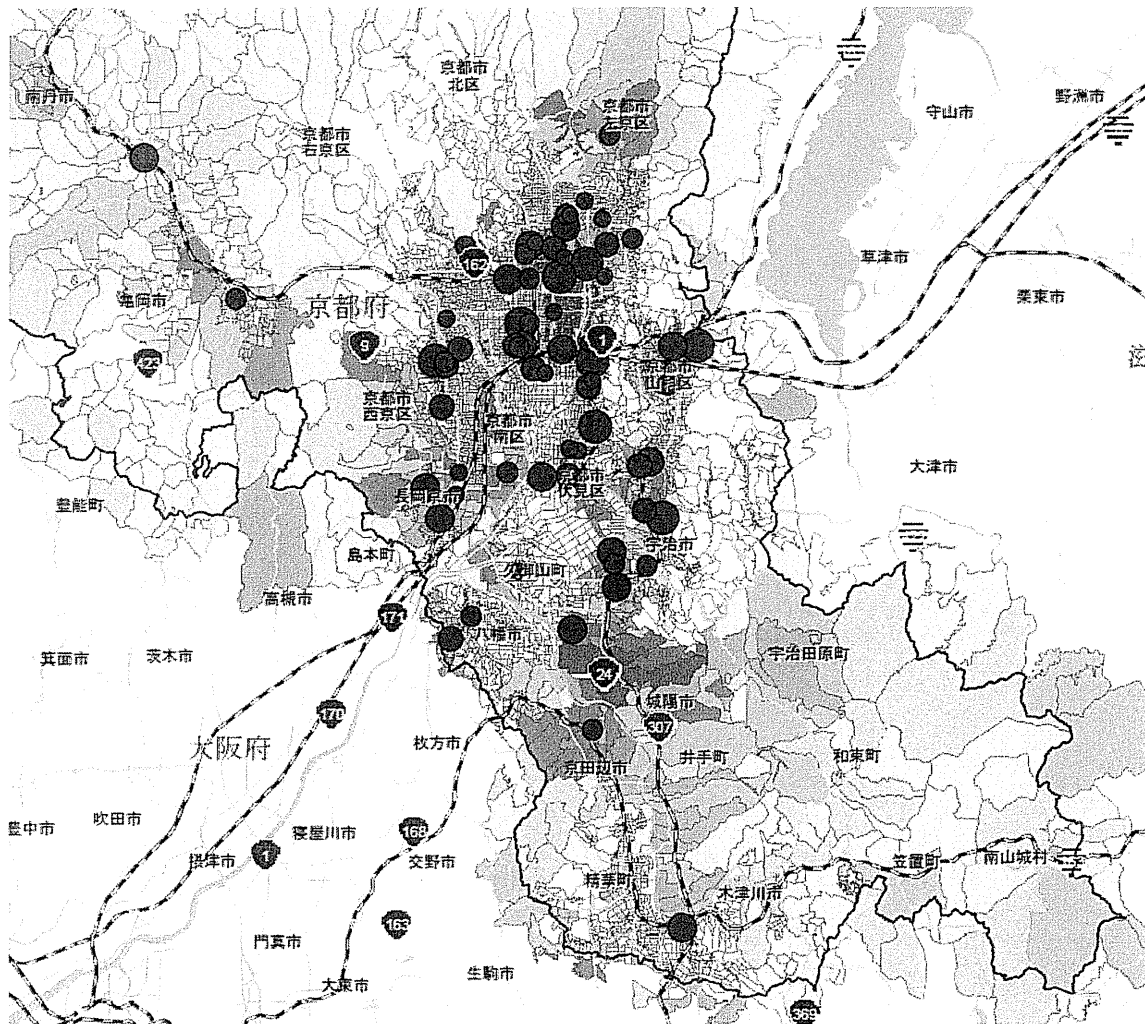 京都市
北区
南丹市
京都市
左京区
野洲市
守山市
京都市
右京区
162
草津市
栗東市
亀岡市
京都府
9
1
423
京都市
山科区
京都市
西京区
京都市
南区
大津市
京都市
伏見区
長岡京市
豊能町
島本町
宇治市
久御山町
高槻市
171
八幡市
箕面市
茨木市
宇治田原町
24
城陽市
170
307
枚方市
大阪府
井手町
和束町
京田辺市
豊中市
吹田市
寝屋川市
168
1
摂津市
交野市
笠置町
南山城村
精華町
木津川市
163
門真市
生駒市
大東市
369